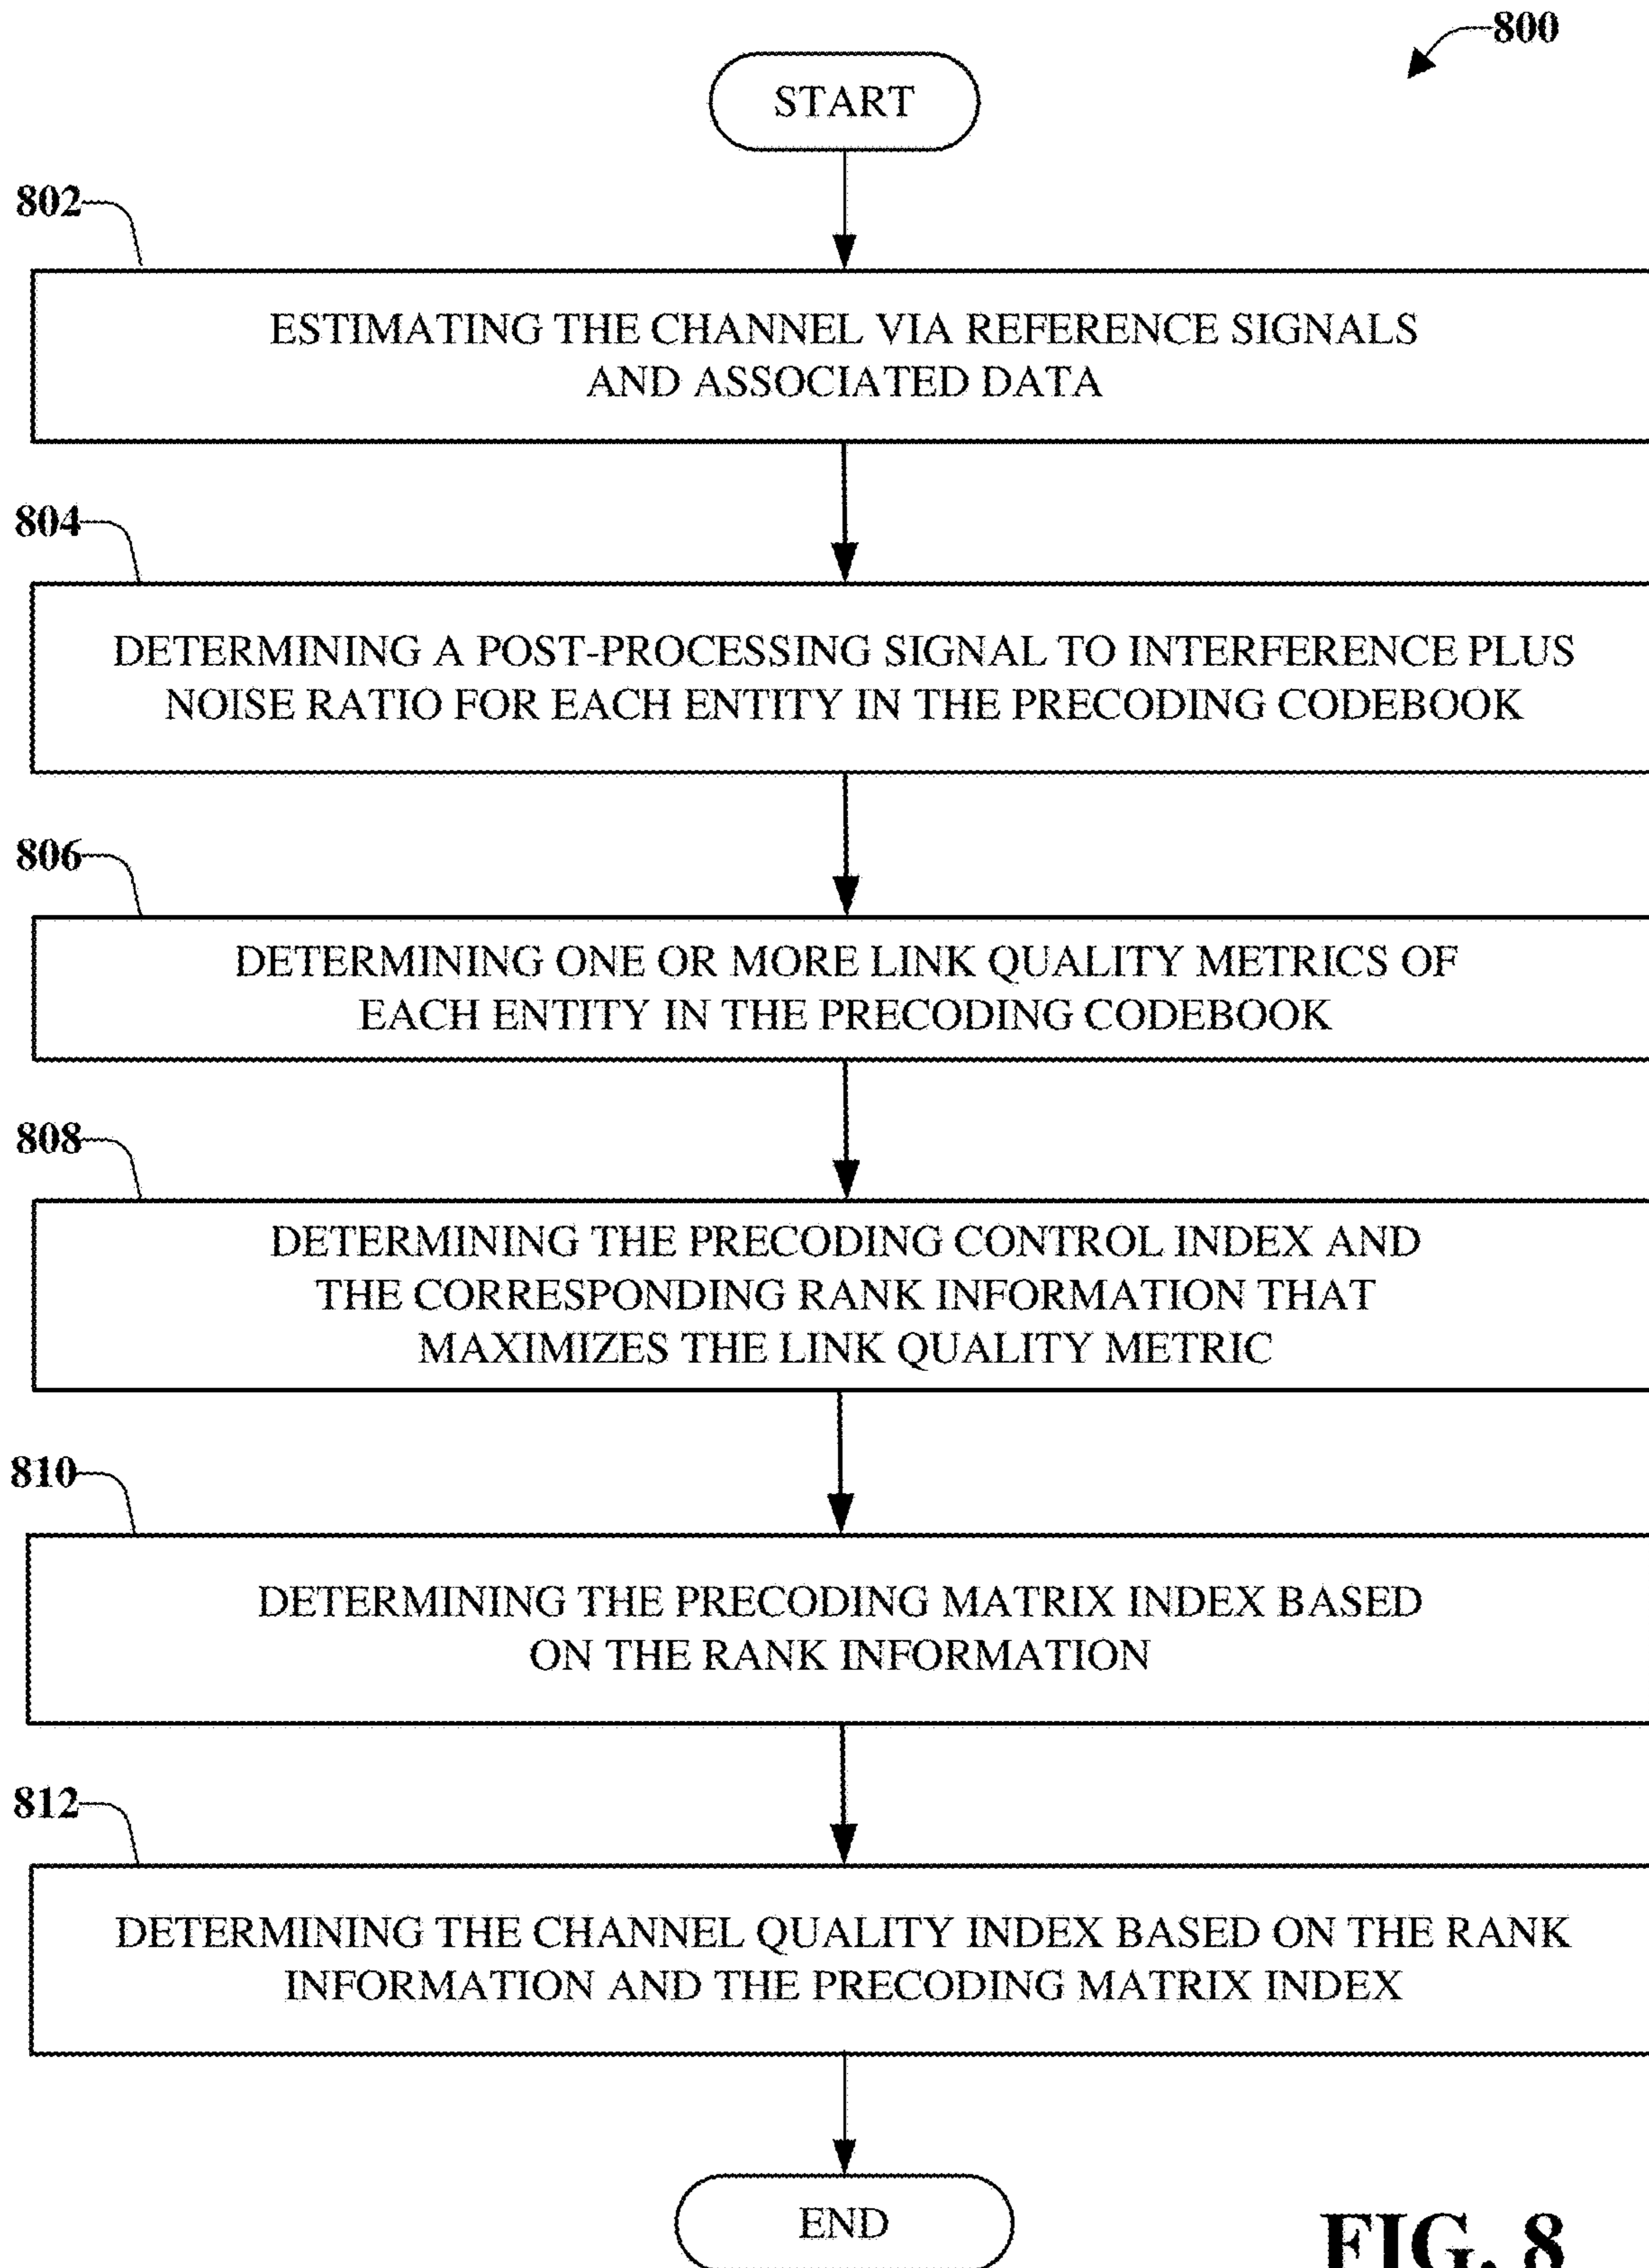 800
START
802
ESTIMATING THE CHANNEL VIA REFERENCE SIGNALS
AND ASSOCIATED DATA
804
DETERMINING A POST-PROCESSING SIGNAL TO INTERFERENCE PLUS
NOISE RATIO FOR EACH ENTITY IN THE PRECODING CODEBOOK
806
DETERMINING ONE OR MORE LINK QUALITY METRICS OF
EACH ENTITY IN THE PRECODING CODEBOOK
808
DETERMINING THE PRECODING CONTROL INDEX AND
THE CORRESPONDING RANK INFORMATION THAT
MAXIMIZES THE LINK QUALITY METRIC
810
DETERMINING THE PRECODING MATRIX INDEX BASED
ON THE RANK INFORMATION
812
DETERMINING THE CHANNEL QUALITY INDEX BASED ON THE RANK
INFORMATION AND THE PRECODING MATRIX INDEX
END
FIG. 8